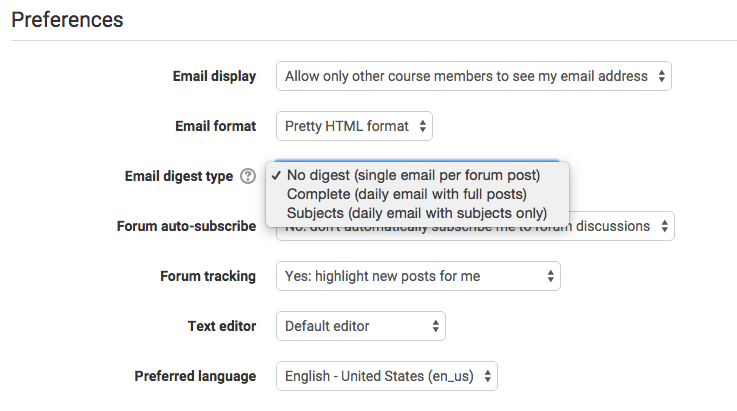 Preferences
Email display Allow only other course members to see my email address
Email format Pretty HTML format
Email digest type ? ✓ No digest (single email per forum post)
Complete (daily email with full posts)
Subjects (daily email with subjects only)
Forum auto-subscribe No: don't automatically subscribe me to forum discussions
Forum tracking Yes: highlight new posts for me
Text editor Default editor
Preferred language English - United States (en_us)